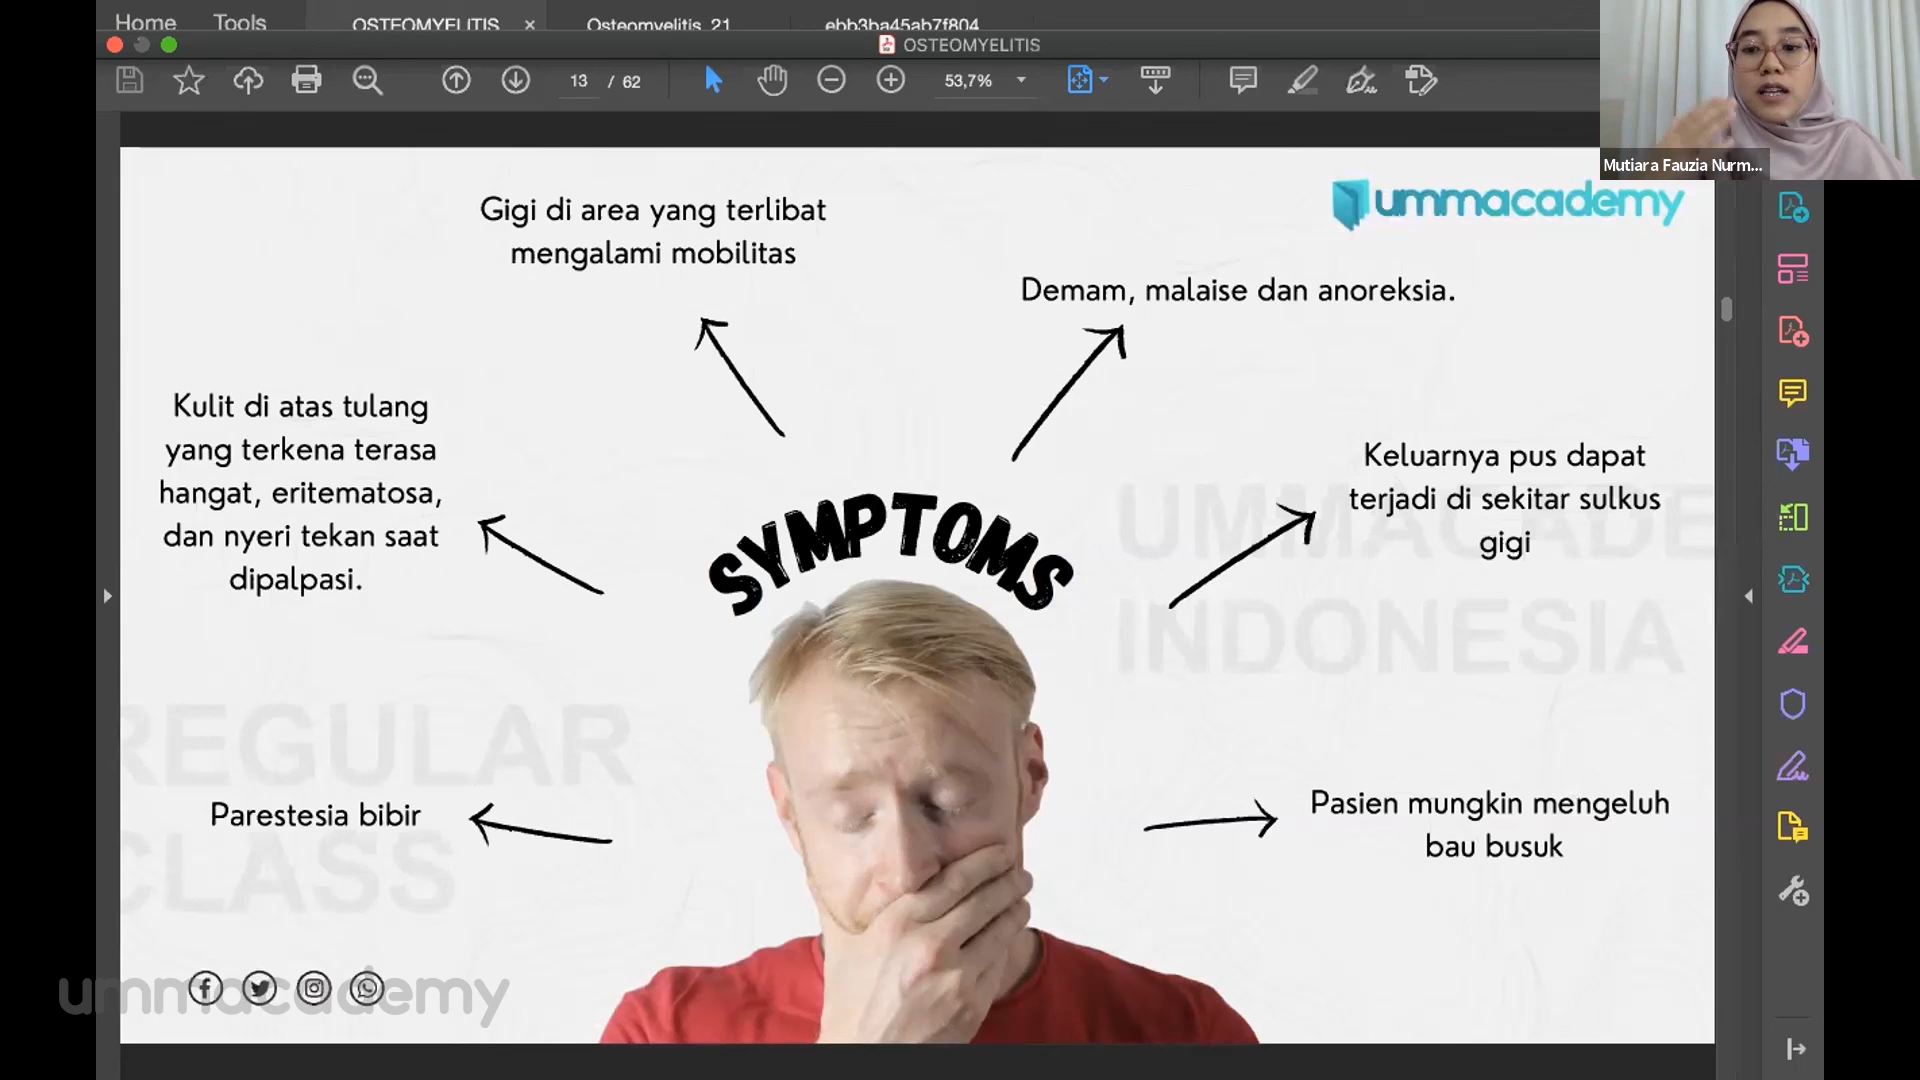 Home
Tools
OSTEOMYELITIS
×
Osteomyelitis_21
ebb3ba45ab7f804
OSTEOMYELITIS
13 / 62
53,7%
Mutiara Fauzia Nurm...
ummacademy
Gigi di area yang terlibat
mengalami mobilitas
Demam, malaise dan anoreksia.
Kulit di atas tulang
yang terkena terasa
hangat, eritematosa,
dan nyeri tekan saat
dipalpasi.
Keluarnya pus dapat
terjadi di sekitar sulkus
gigi
SYMPTOMS
UMMACADE
INDONESIA
REGULAR
CLASS
Parestesia bibir
Pasien mungkin mengeluh
bau busuk
ummacademy